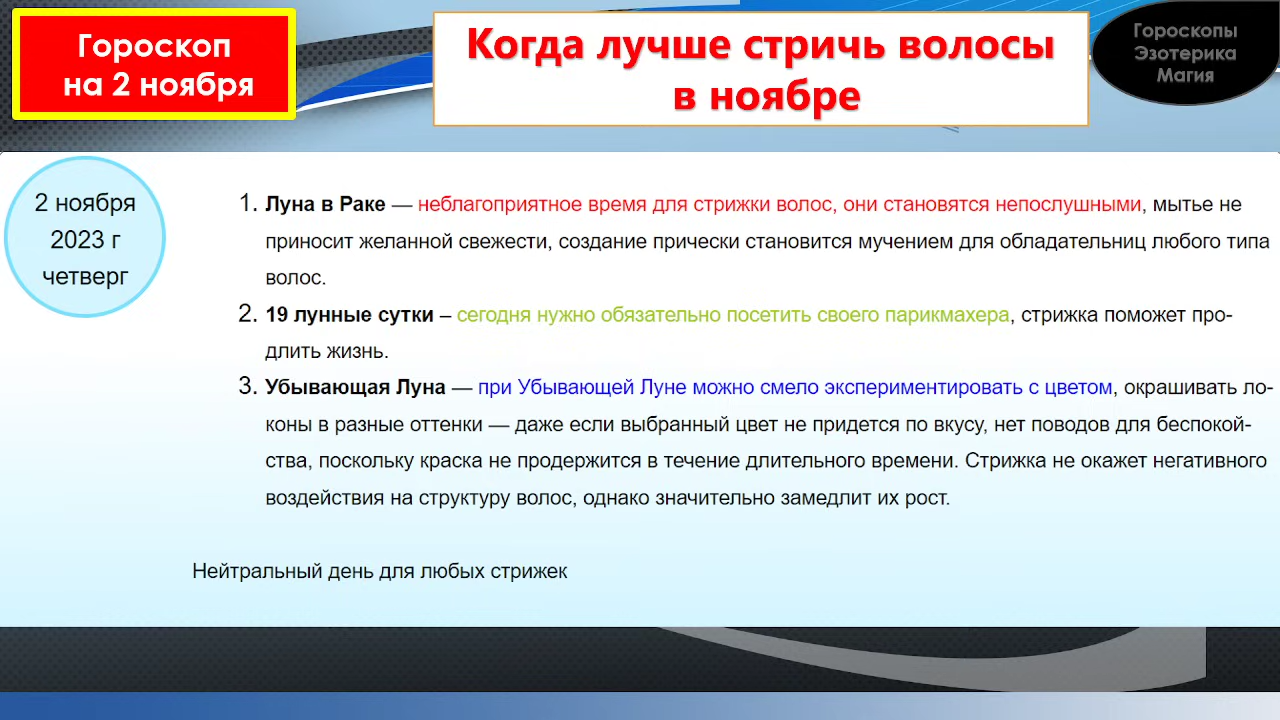 Гороскоп
на 2 ноября
Когда лучше стричь волосы
в ноябре
Гороскопы
Эзотерика
Магия
2 ноября
2023 г
четверг
1. Луна в Раке — неблагоприятное время для стрижки волос, они становятся непослушными, мытье не
приносит желанной свежести, создание прически становится мучением для обладательниц любого типа
волос.
2. 19 лунные сутки – сегодня нужно обязательно посетить своего парикмахера, стрижка поможет про-
длить жизнь.
3. Убывающая Луна — при Убывающей Луне можно смело экспериментировать с цветом, окрашивать ло-
коны в разные оттенки — даже если выбранный цвет не придется по вкусу, нет поводов для беспокой-
ства, поскольку краска не продержится в течение длительного времени. Стрижка не окажет негативного
воздействия на структуру волос, однако значительно замедлит их рост.
Нейтральный день для любых стрижек